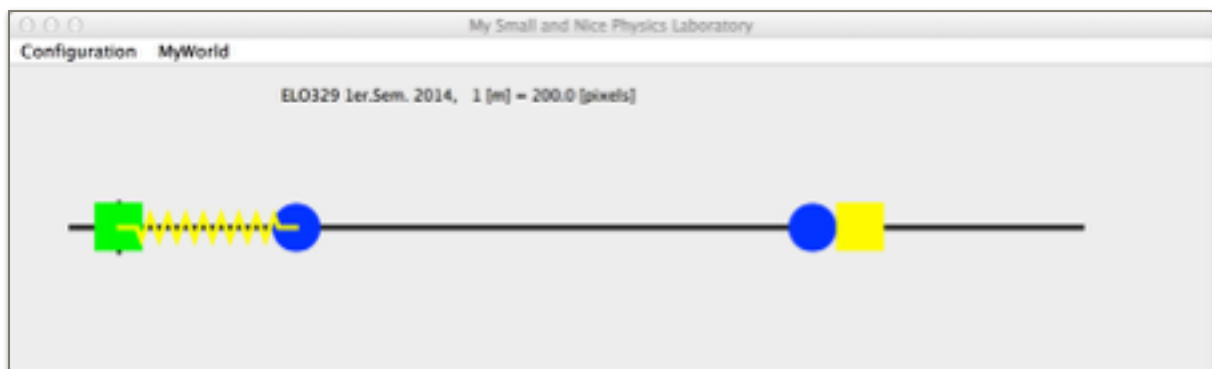 My Small and Nice Physics Laboratory
Configuration MyWorld
ELO329 1er.Sem. 2014, 1 [m] = 200.0 [pixels]